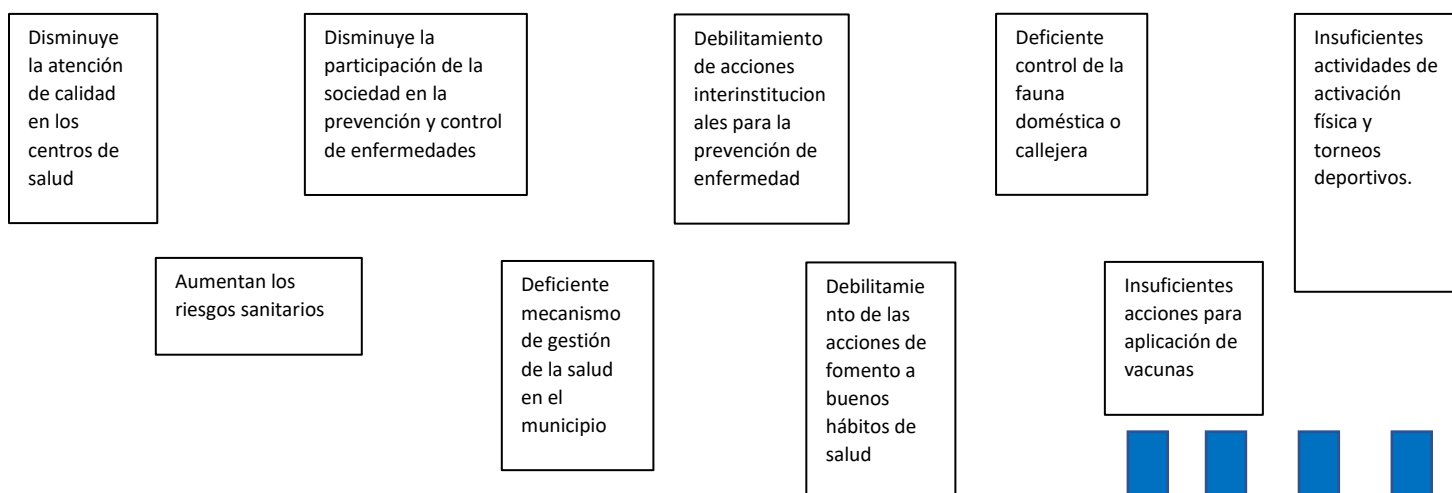 Disminuye
la atención
de calidad
en los
centros de
salud
Disminuye la
participación de la
sociedad en la
prevención y control
de enfermedades
Debilitamiento
de acciones
interinstitucion
ales para la
prevención de
enfermedad
Deficiente
control de la
fauna
doméstica o
callejera
Insuficientes
actividades de
activación
física y
torneos
deportivos.
Aumentan los
riesgos sanitarios
Deficiente
mecanismo
de gestión
de la salud
en el
municipio
Debilitamie
nto de las
acciones de
fomento a
buenos
hábitos de
salud
Insuficientes
acciones para
aplicación de
vacunas